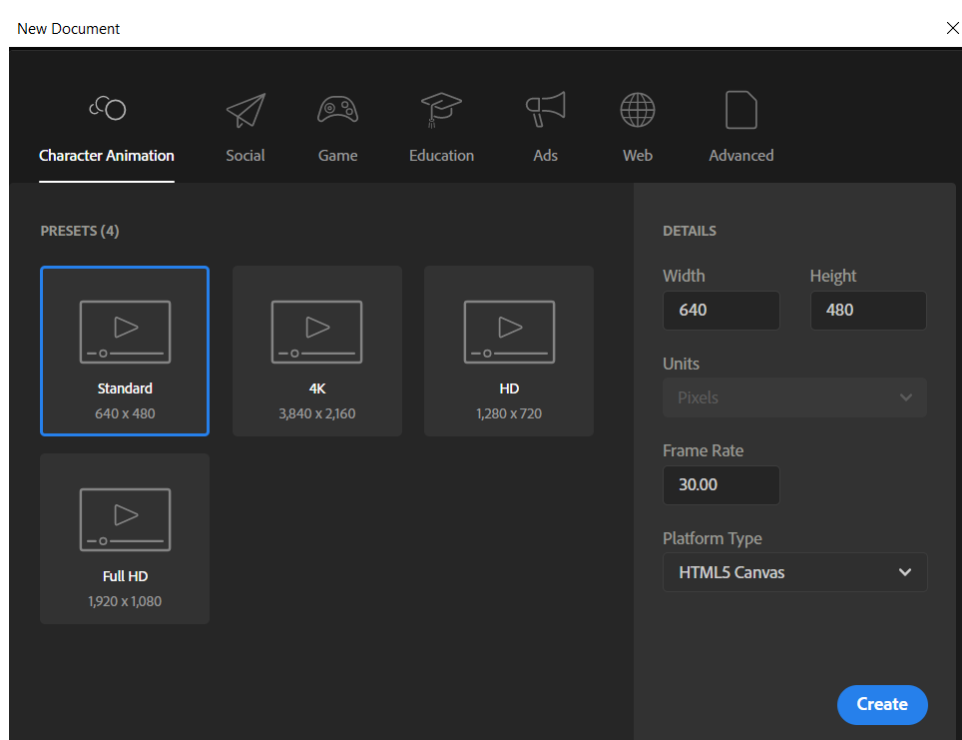 New Document
Character Animation
Social
Game
Education
Ads
Web
Advanced
PRESETS (4)
Standard
640 x 480
4K
3,840 x 2,160
HD
1,280 x 720
Full HD
1,920 x 1,080
DETAILS
Width
Height
640
480
Units
Pixels
Frame Rate
30.00
Platform Type
HTML5 Canvas
Create